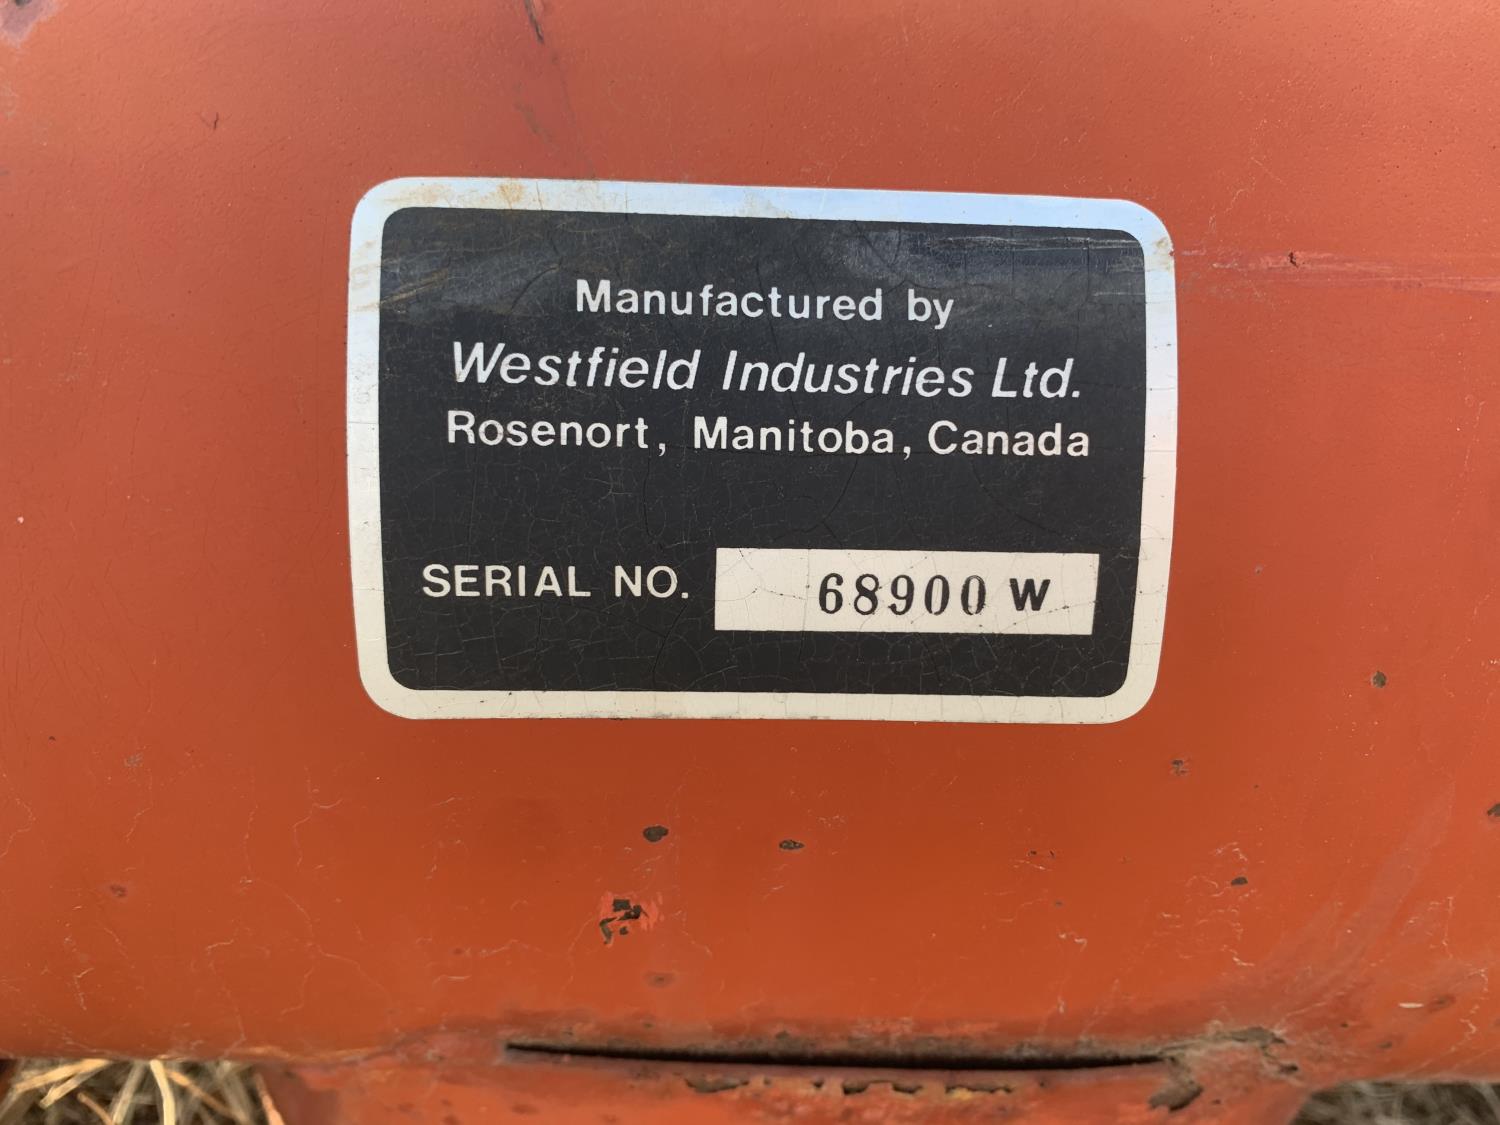 Manufactured by
Westfield Industries Ltd.
Rosenort, Manitoba, Canada
SERIAL NO. 68900 W